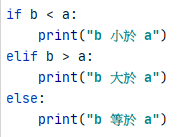 if b < a:
    print("b 小於 a")
elif b > a:
    print("b 大於 a")
else:
    print("b 等於 a")